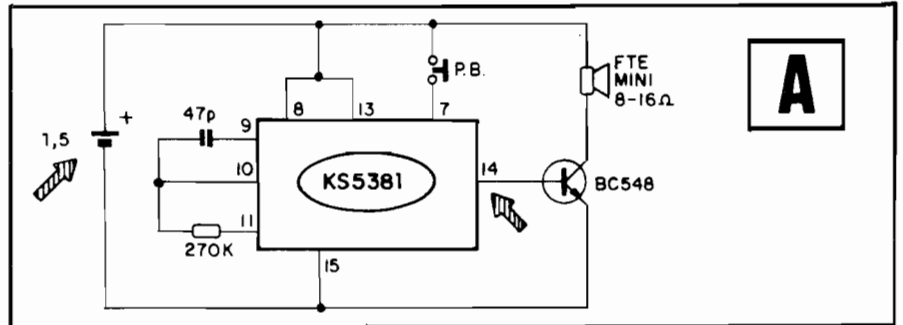 A
P.B.
FTE
MINI
8-16Ω
47p
8
13
7
1,5
+
9
10
KS5381
14
BC548
11
270K
15